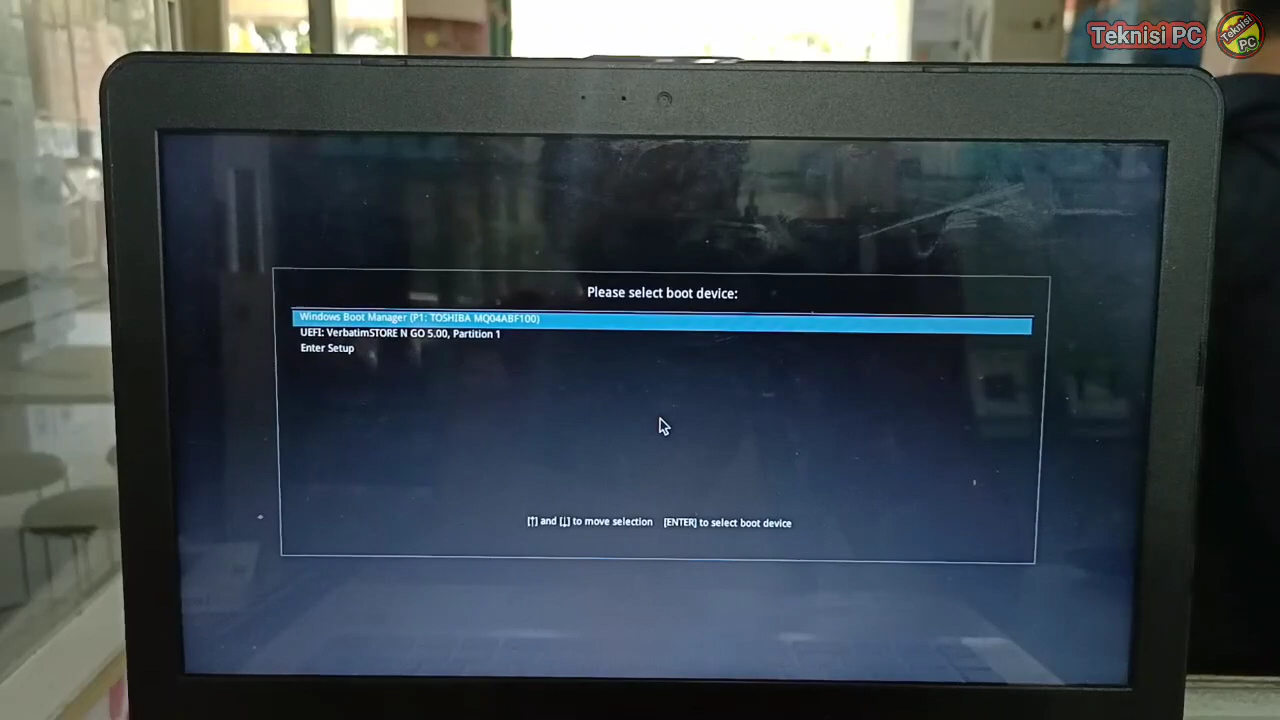 Teknisi PC
Teknisi
PC
Please select boot device:
Windows Boot Manager (P1: TOSHIBA MQ04ABF100)
UEFI: VerbatimSTORE N GO 5.00, Partition 1
Enter Setup
[↑] and [↓] to move selection [ENTER] to select boot device